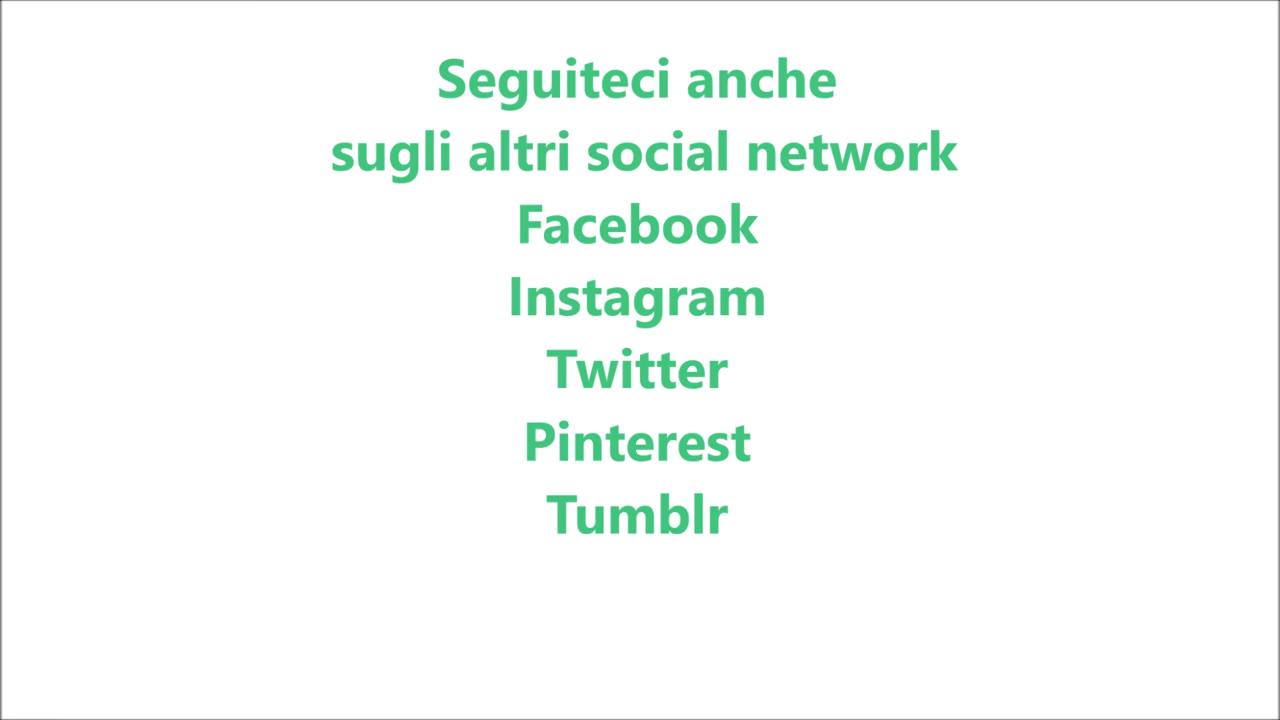 Seguiteci anche
sugli altri social network
Facebook
Instagram
Twitter
Pinterest
Tumblr